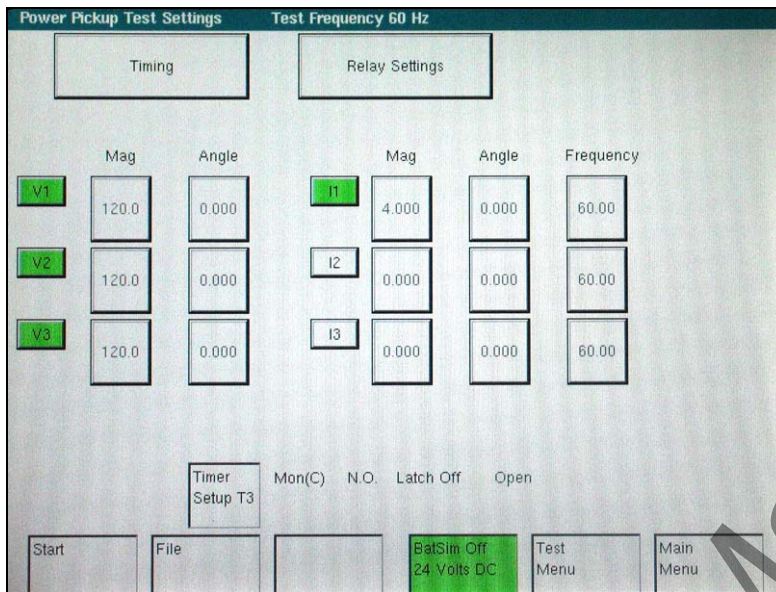 Power Pickup Test Settings Test Frequency 60 Hz
Timing Relay Settings
Mag Angle Mag Angle Frequency
V1 120.0 0.000 I1 4.000 0.000 60.00
V2 120.0 0.000 I2 0.000 0.000 60.00
V3 120.0 0.000 I3 0.000 0.000 60.00
Timer Mon(C) N.O. Latch Off Open
Setup T3
Start File BatSim Off Test Main
24 Volts DC Menu Menu